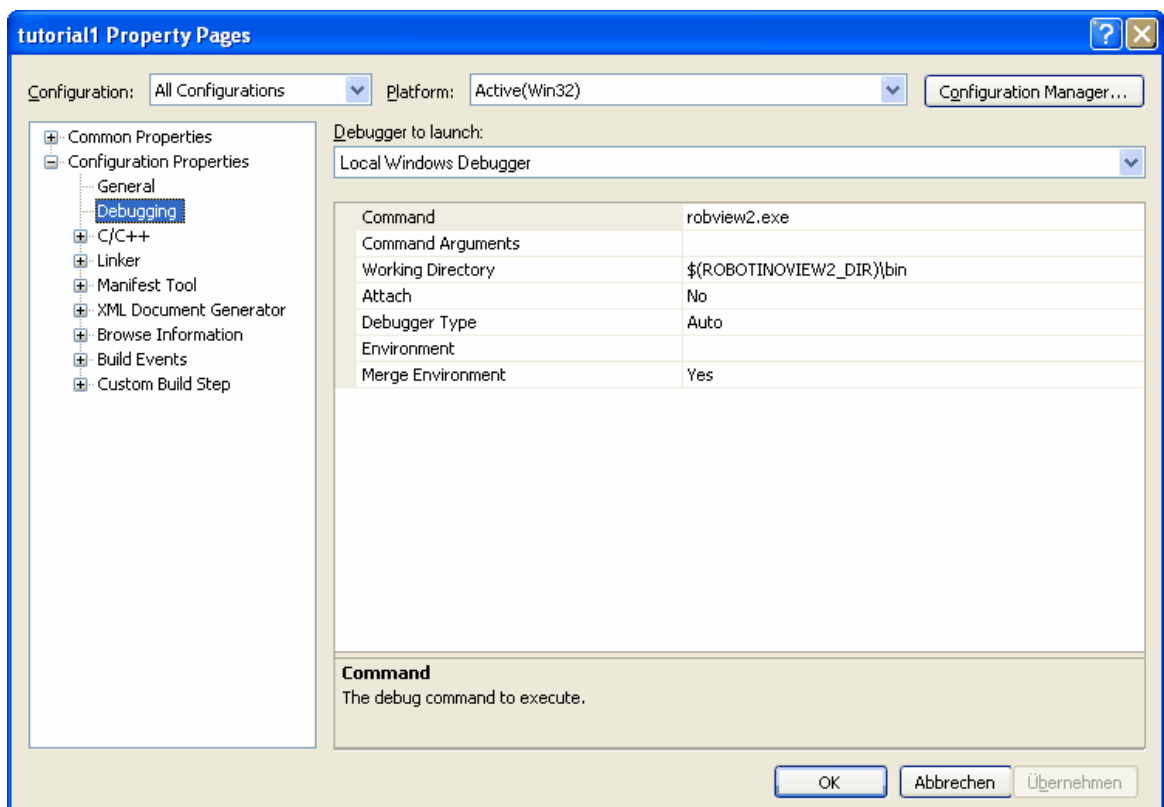 tutorial1 Property Pages
Configuration: All Configurations Platform: Active(Win32) Configuration Manager...
Common Properties
Configuration Properties
General
Debugging
C/C++
Linker
Manifest Tool
XML Document Generator
Browse Information
Build Events
Custom Build Step
Debugger to launch:
Local Windows Debugger
Command robview2.exe
Command Arguments
Working Directory $(ROBOTINOVIEW2_DIR)\bin
Attach No
Debugger Type Auto
Environment
Merge Environment Yes
Command
The debug command to execute.
OK Abbrechen Übernehmen